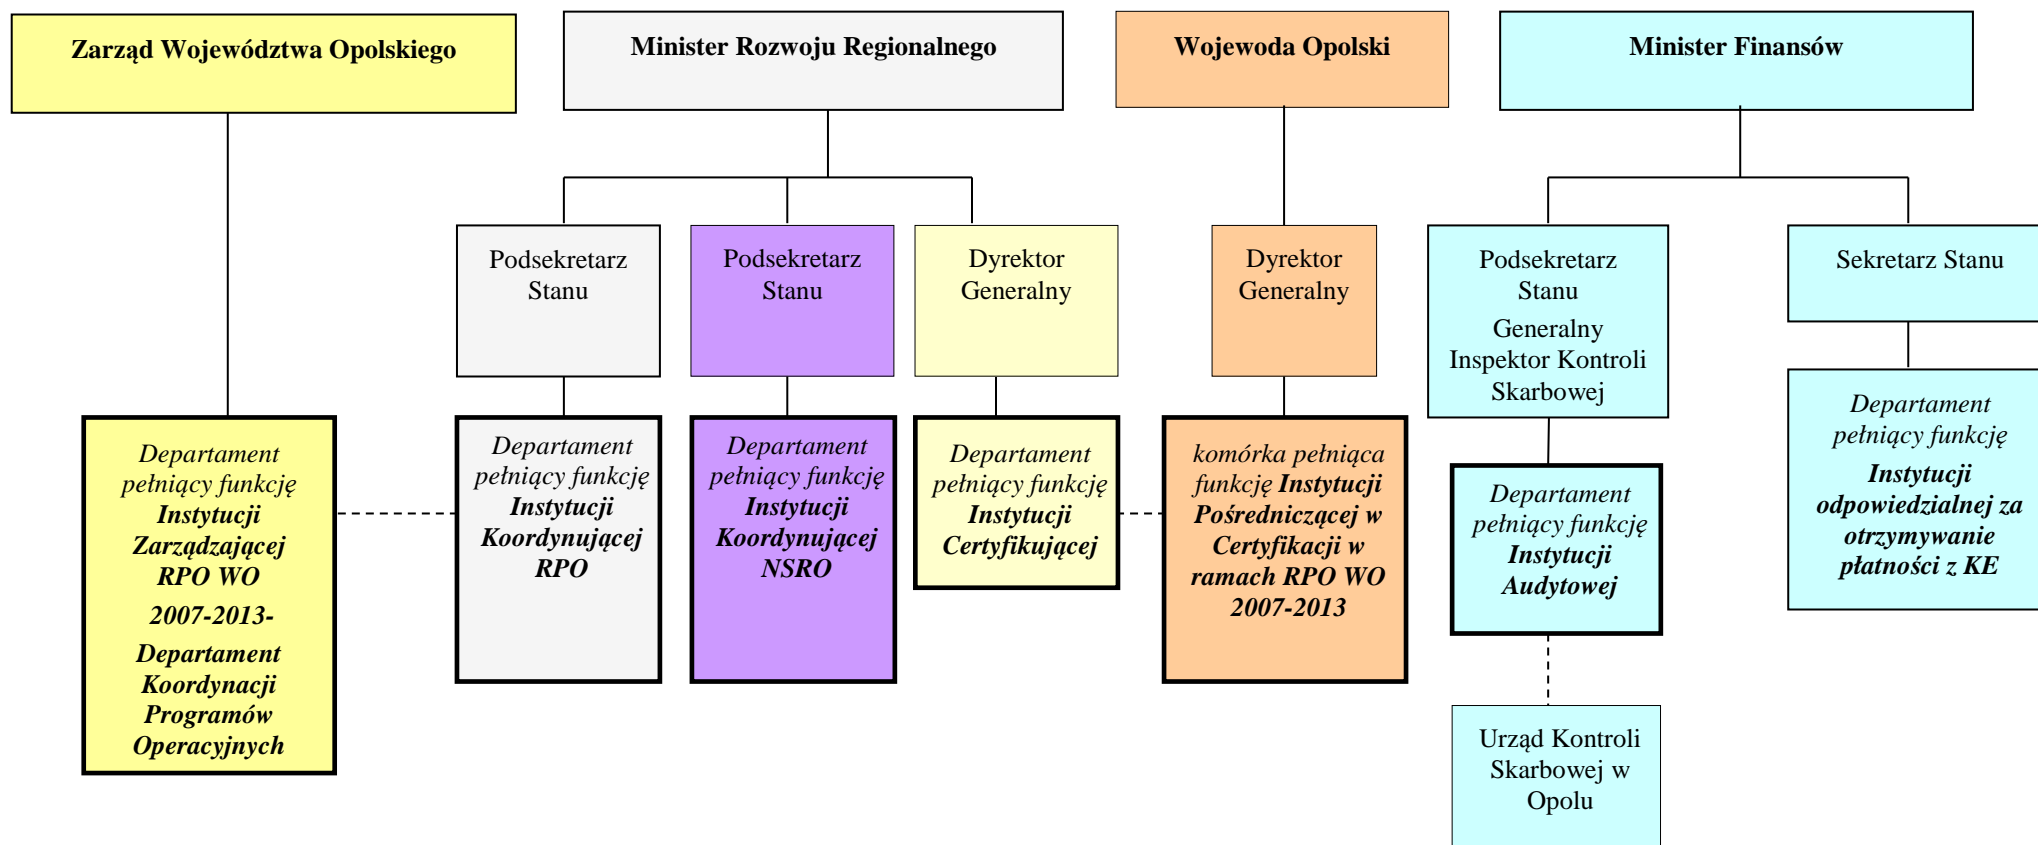 Zarząd Województwa Opolskiego
Minister Rozwoju Regionalnego
Wojewoda Opolski
Minister Finansów
Podsekretarz
Stanu
Podsekretarz
Stanu
Dyrektor
Generalny
Dyrektor
Generalny
Podsekretarz
Stanu
Generalny
Inspektor Kontroli
Skarbowej
Sekretarz Stanu
Departament
pełniący funkcję
Instytucji
Zarządzającej
RPO WO
2007-2013-
Departament
Koordynacji
Programów
Operacyjnych
Departament
pełniący funkcję
Instytucji
Koordynującej
RPO
Departament
pełniący funkcję
Instytucji
Koordynującej
NSRO
Departament
pełniący funkcję
Instytucji
Certyfikującej
komórka pełniąca
funkcję Instytucji
Pośredniczącej w
Certyfikacji w
ramach RPO WO
2007-2013
Departament
pełniący funkcję
Instytucji
Audytowej
Departament
pełniący funkcję
Instytucji
odpowiedzialnej za
otrzymywanie
płatności z KE
Urząd Kontroli
Skarbowej w
Opolu